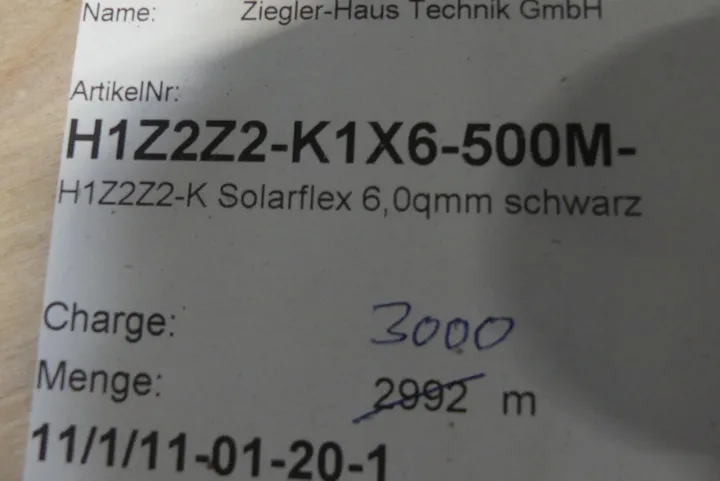 Name: Ziegler-Haus Technik GmbH
ArtikelNr:
H1Z2Z2-K1X6-500M-
H1Z2Z2-K Solarflex 6,0qmm schwarz
Charge: 3000
Menge: 2992 m
11/1/11-01-20-1